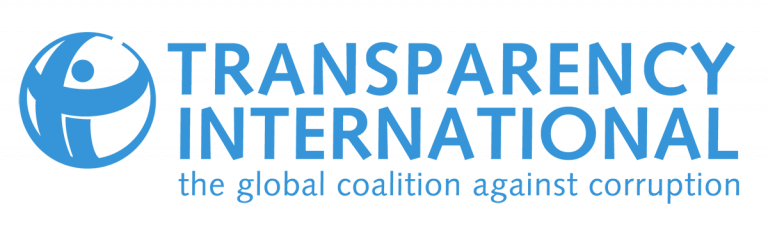 TRANSPARENCY
INTERNATIONAL
the global coalition against corruption